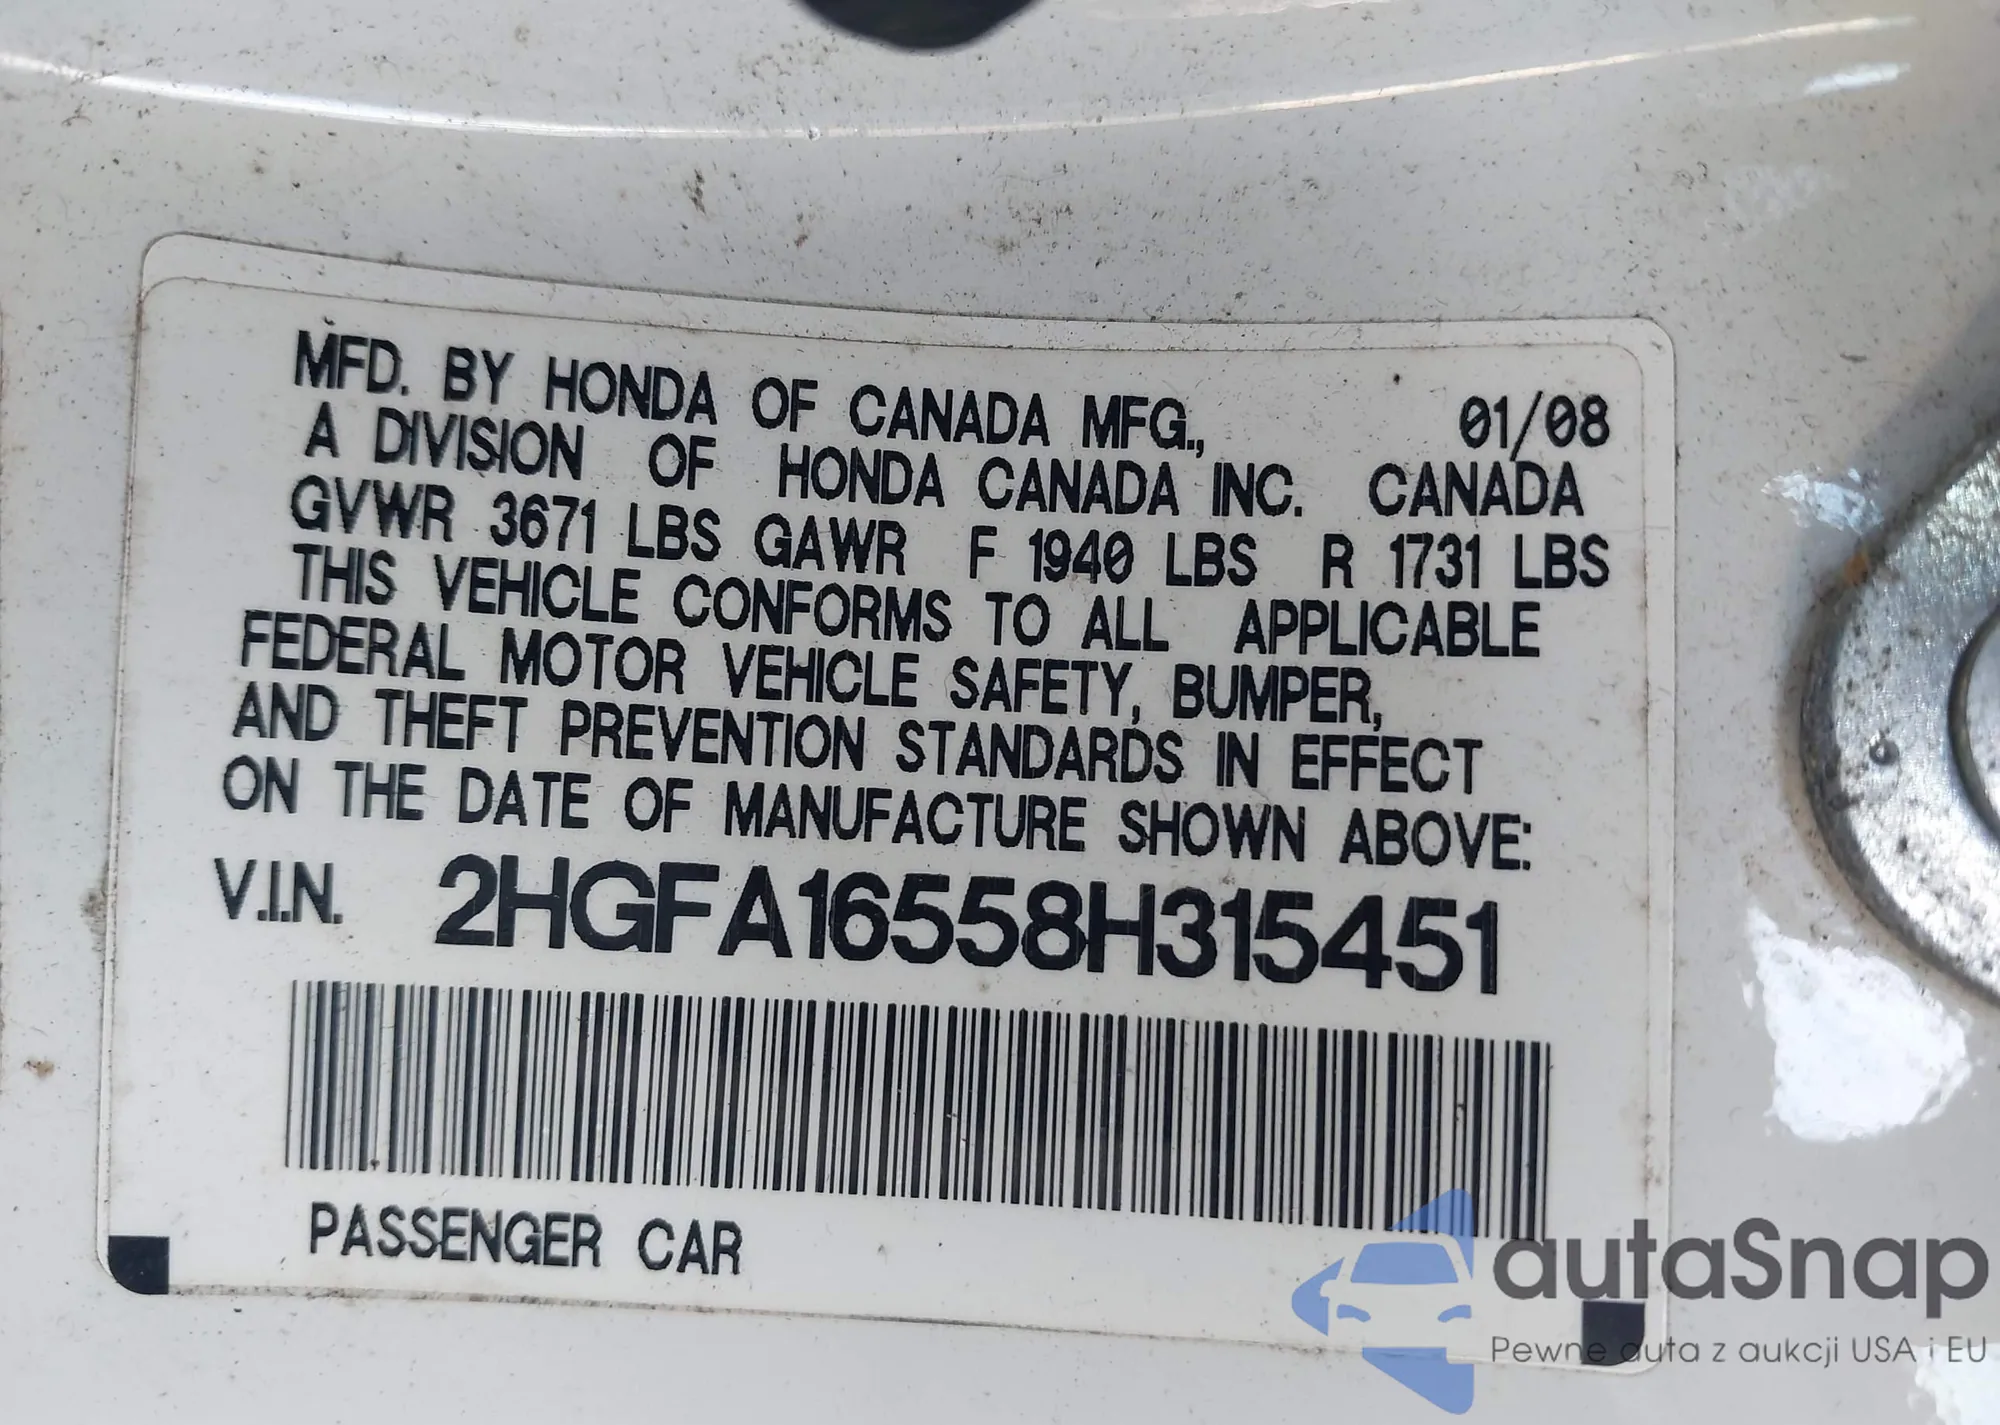 MFD. BY HONDA OF CANADA MFG., 01/08
A DIVISION OF HONDA CANADA INC. CANADA
GVWR 3671 LBS GAWR F 1940 LBS R 1731 LBS
THIS VEHICLE CONFORMS TO ALL APPLICABLE
FEDERAL MOTOR VEHICLE SAFETY, BUMPER,
AND THEFT PREVENTION STANDARDS IN EFFECT
ON THE DATE OF MANUFACTURE SHOWN ABOVE:
V.I.N. 2HGFA16558H315451
PASSENGER CAR
autaSnap
Pewne auta z aukcji USA i EU